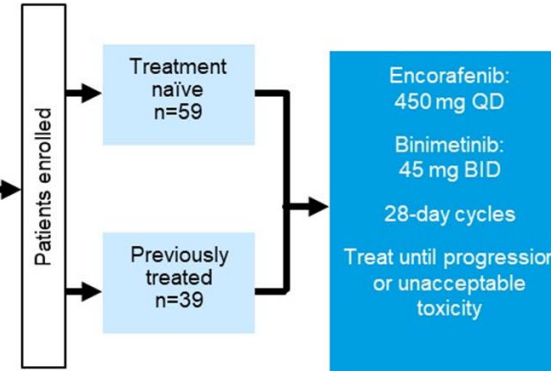 Patients enrolled
Treatment
naïve
n=59
Previously
treated
n=39
Encorafenib:
450 mg QD
Binimetinib:
45 mg BID
28-day cycles
Treat until progression
or unacceptable
toxicity